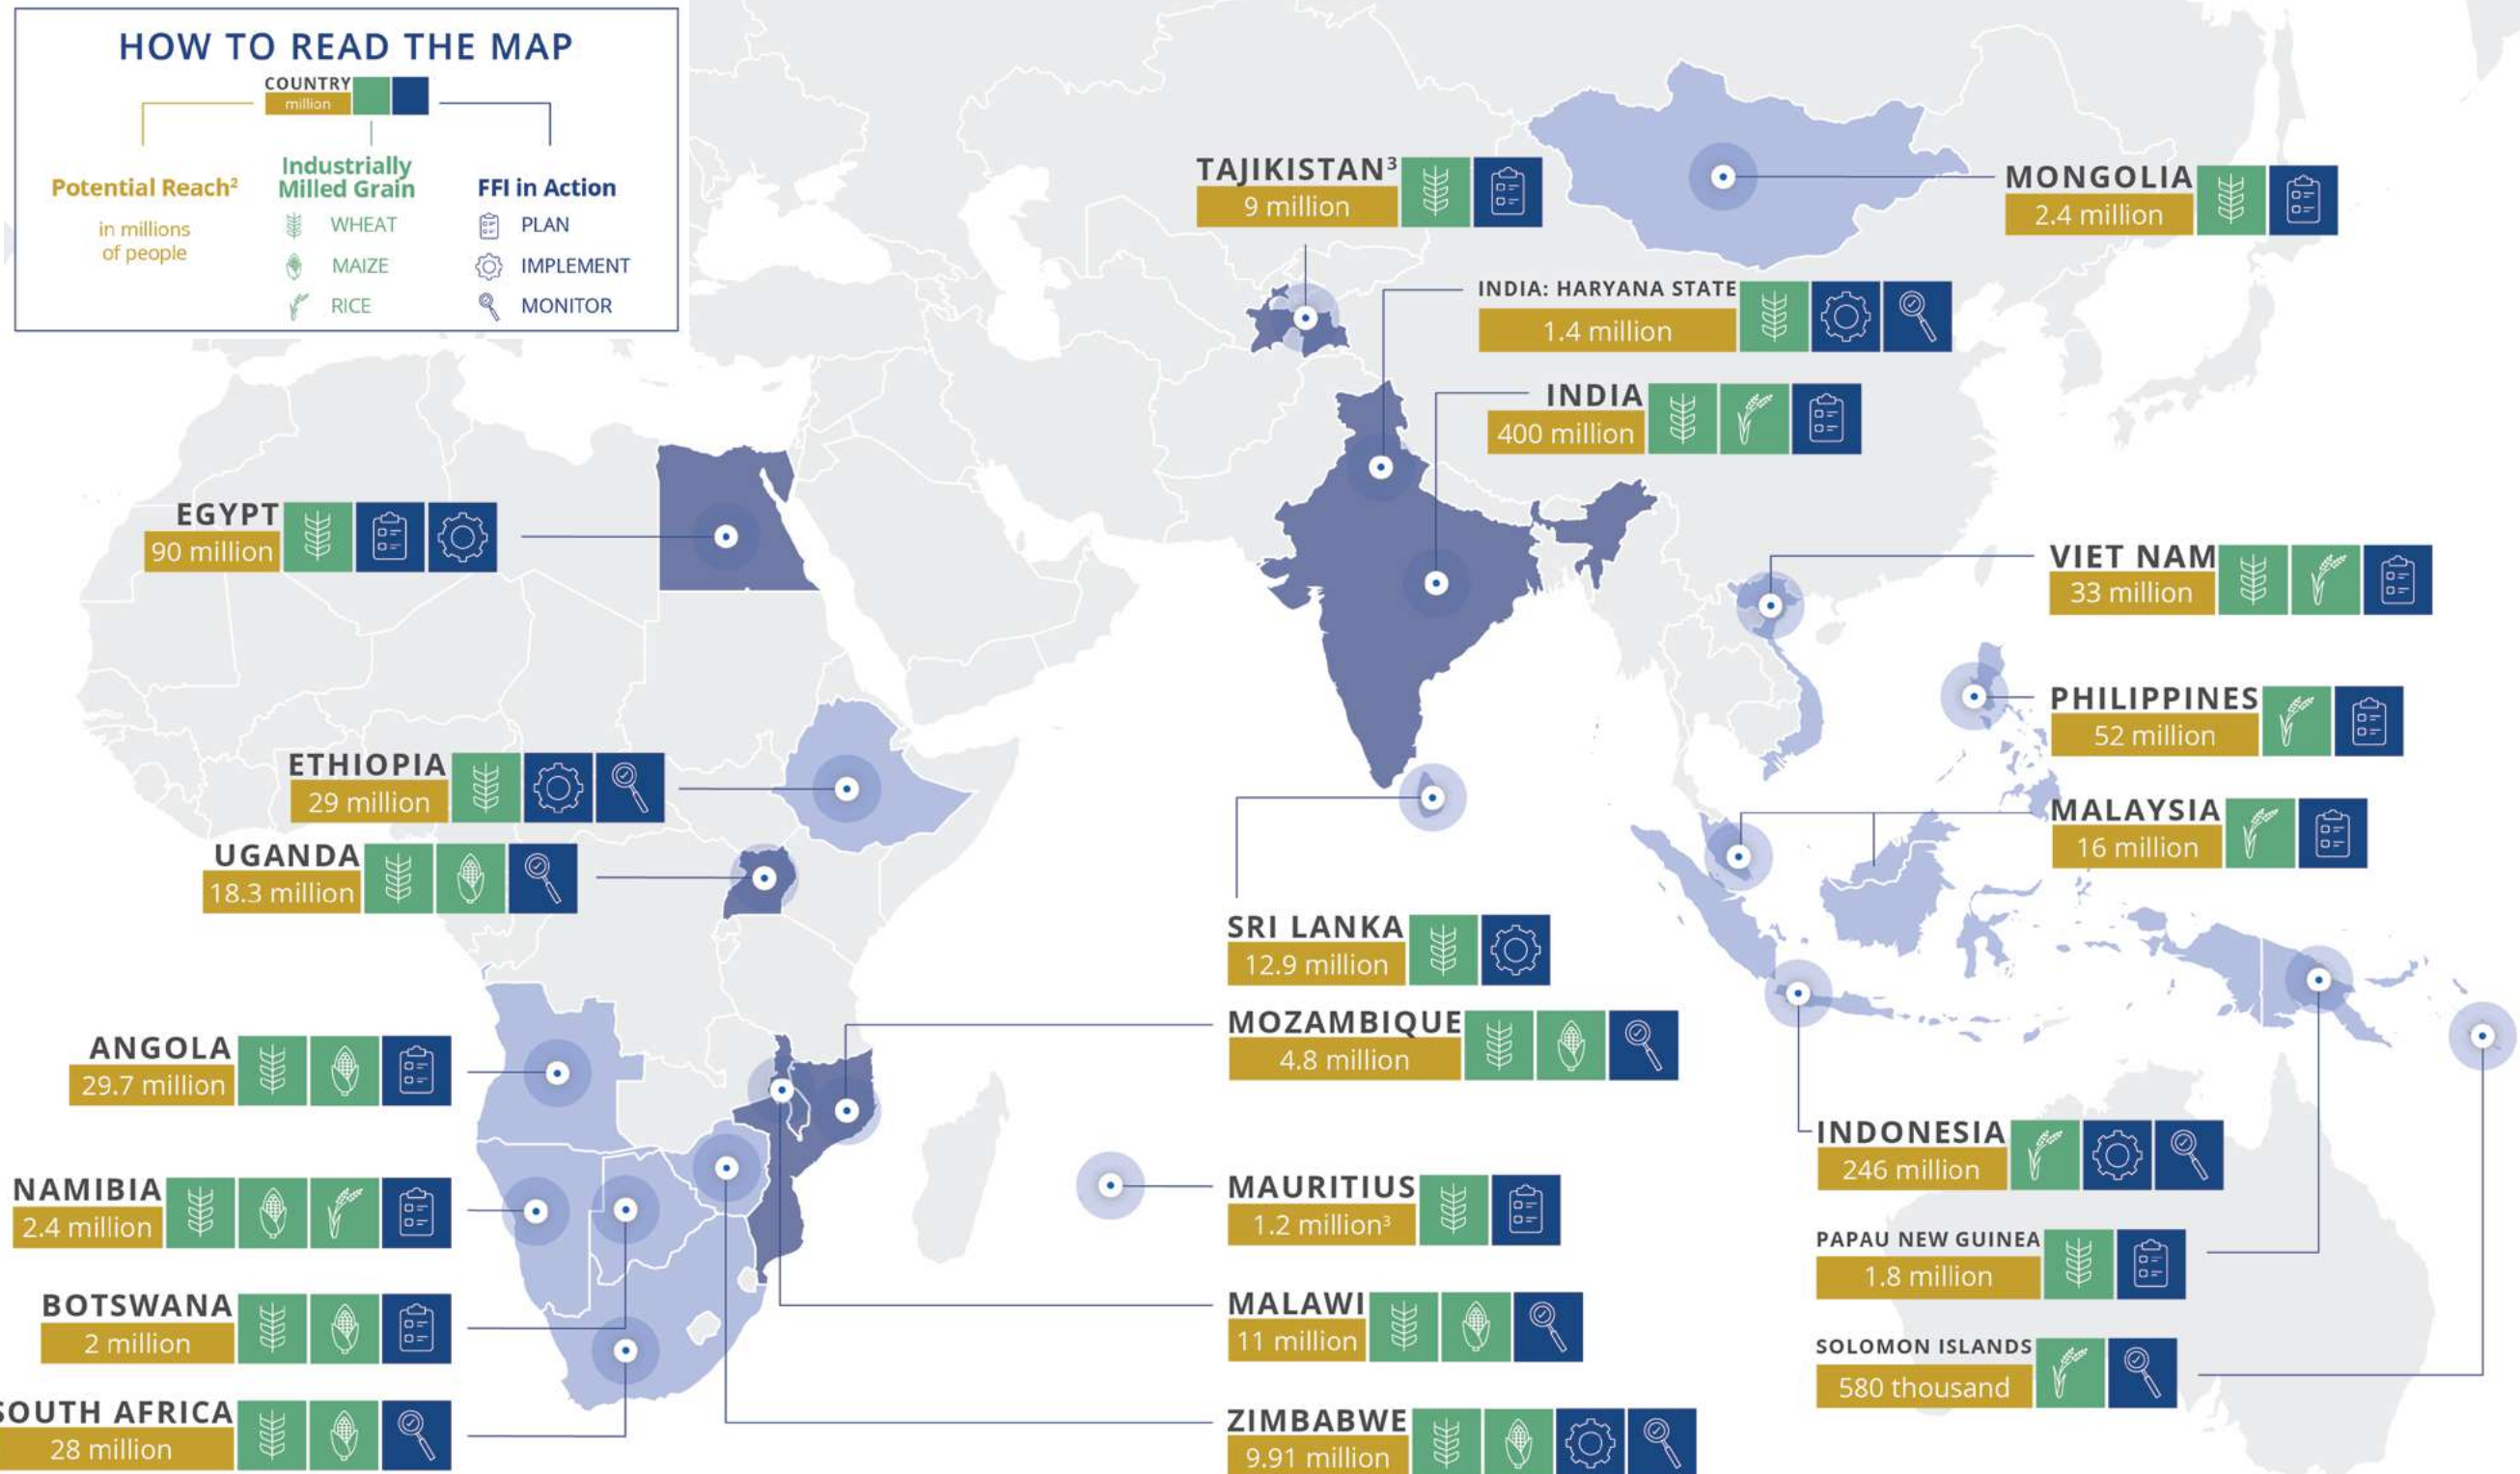 HOW TO READ THE MAP
COUNTRY
million
Potential Reach²
in millions
of people
Industrially
Milled Grain
WHEAT
MAIZE
RICE
FFI in Action
PLAN
IMPLEMENT
MONITOR
TAJIKISTAN³
9 million
MONGOLIA
2.4 million
INDIA: HARYANA STATE
1.4 million
INDIA
400 million
EGYPT
90 million
VIET NAM
33 million
PHILIPPINES
52 million
ETHIOPIA
29 million
MALAYSIA
16 million
UGANDA
18.3 million
SRI LANKA
12.9 million
MOZAMBIQUE
4.8 million
ANGOLA
29.7 million
INDONESIA
246 million
NAMIBIA
2.4 million
MAURITIUS
1.2 million³
PAPAU NEW GUINEA
1.8 million
BOTSWANA
2 million
MALAWI
11 million
SOLOMON ISLANDS
580 thousand
SOUTH AFRICA
28 million
ZIMBABWE
9.91 million